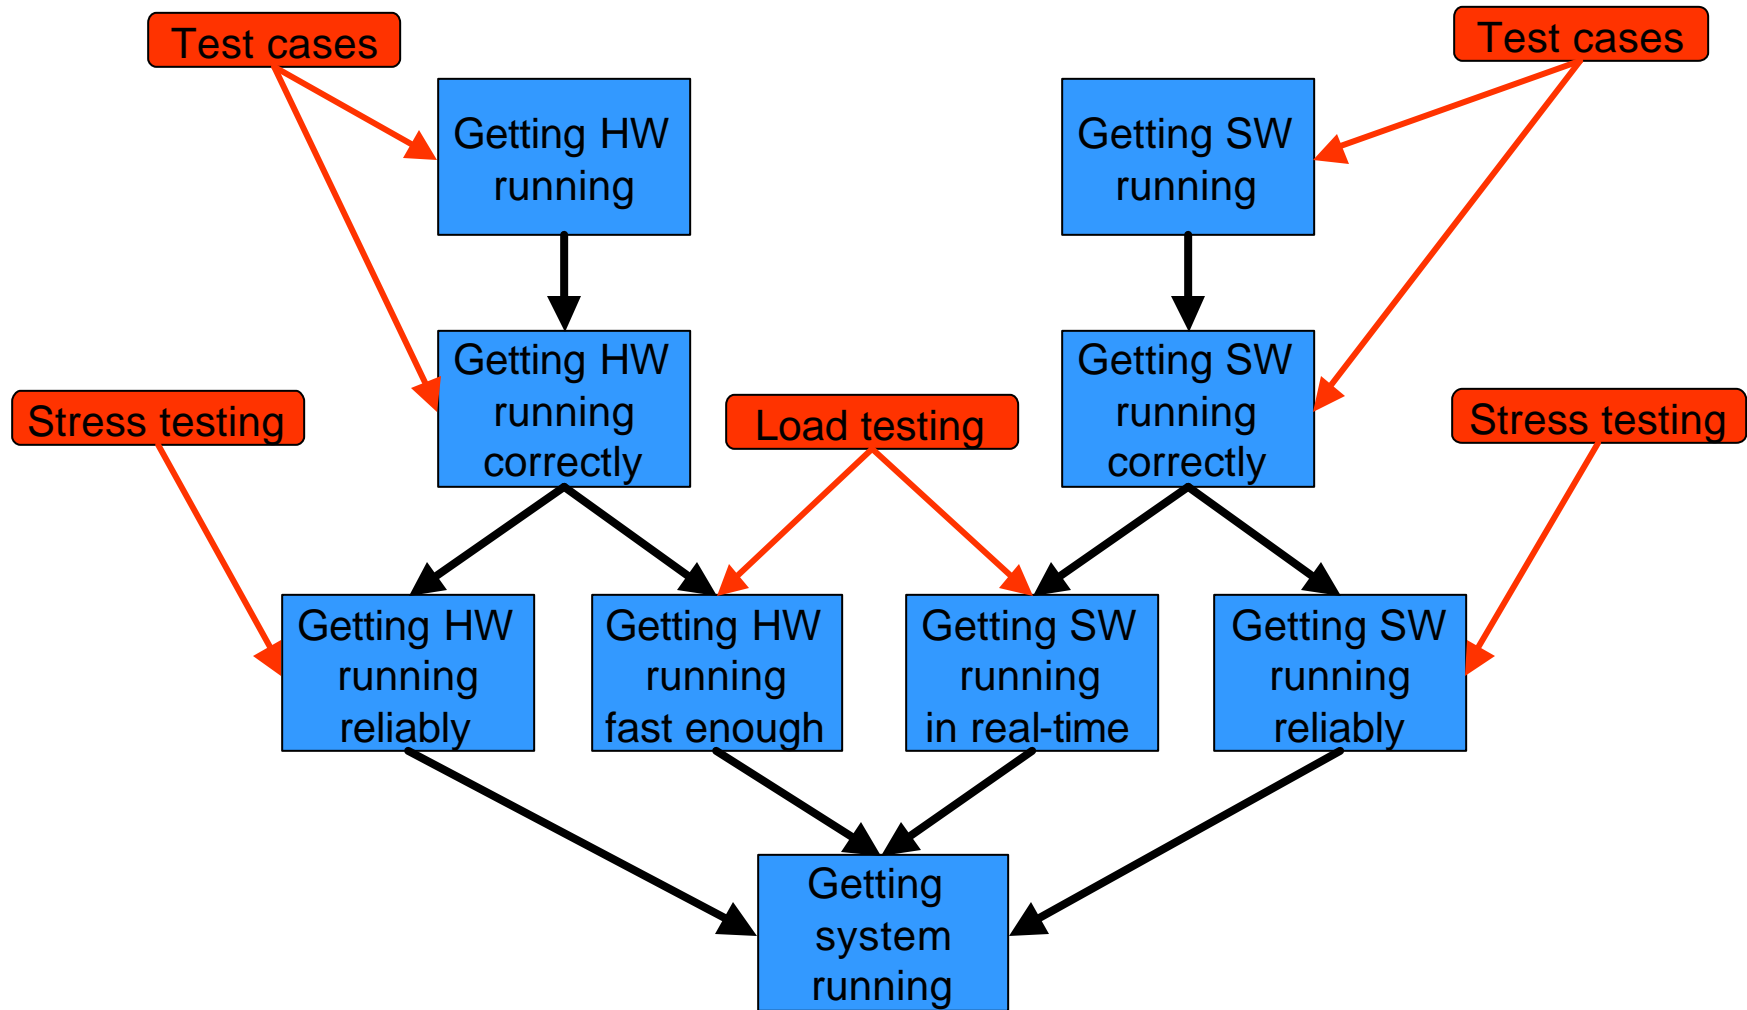 Test cases
Test cases
Getting HW
running
Getting SW
running
Getting HW
running
correctly
Getting SW
running
correctly
Stress testing
Load testing
Stress testing
Getting HW
running
reliably
Getting HW
running
fast enough
Getting SW
running
in real-time
Getting SW
running
reliably
Getting
system
running